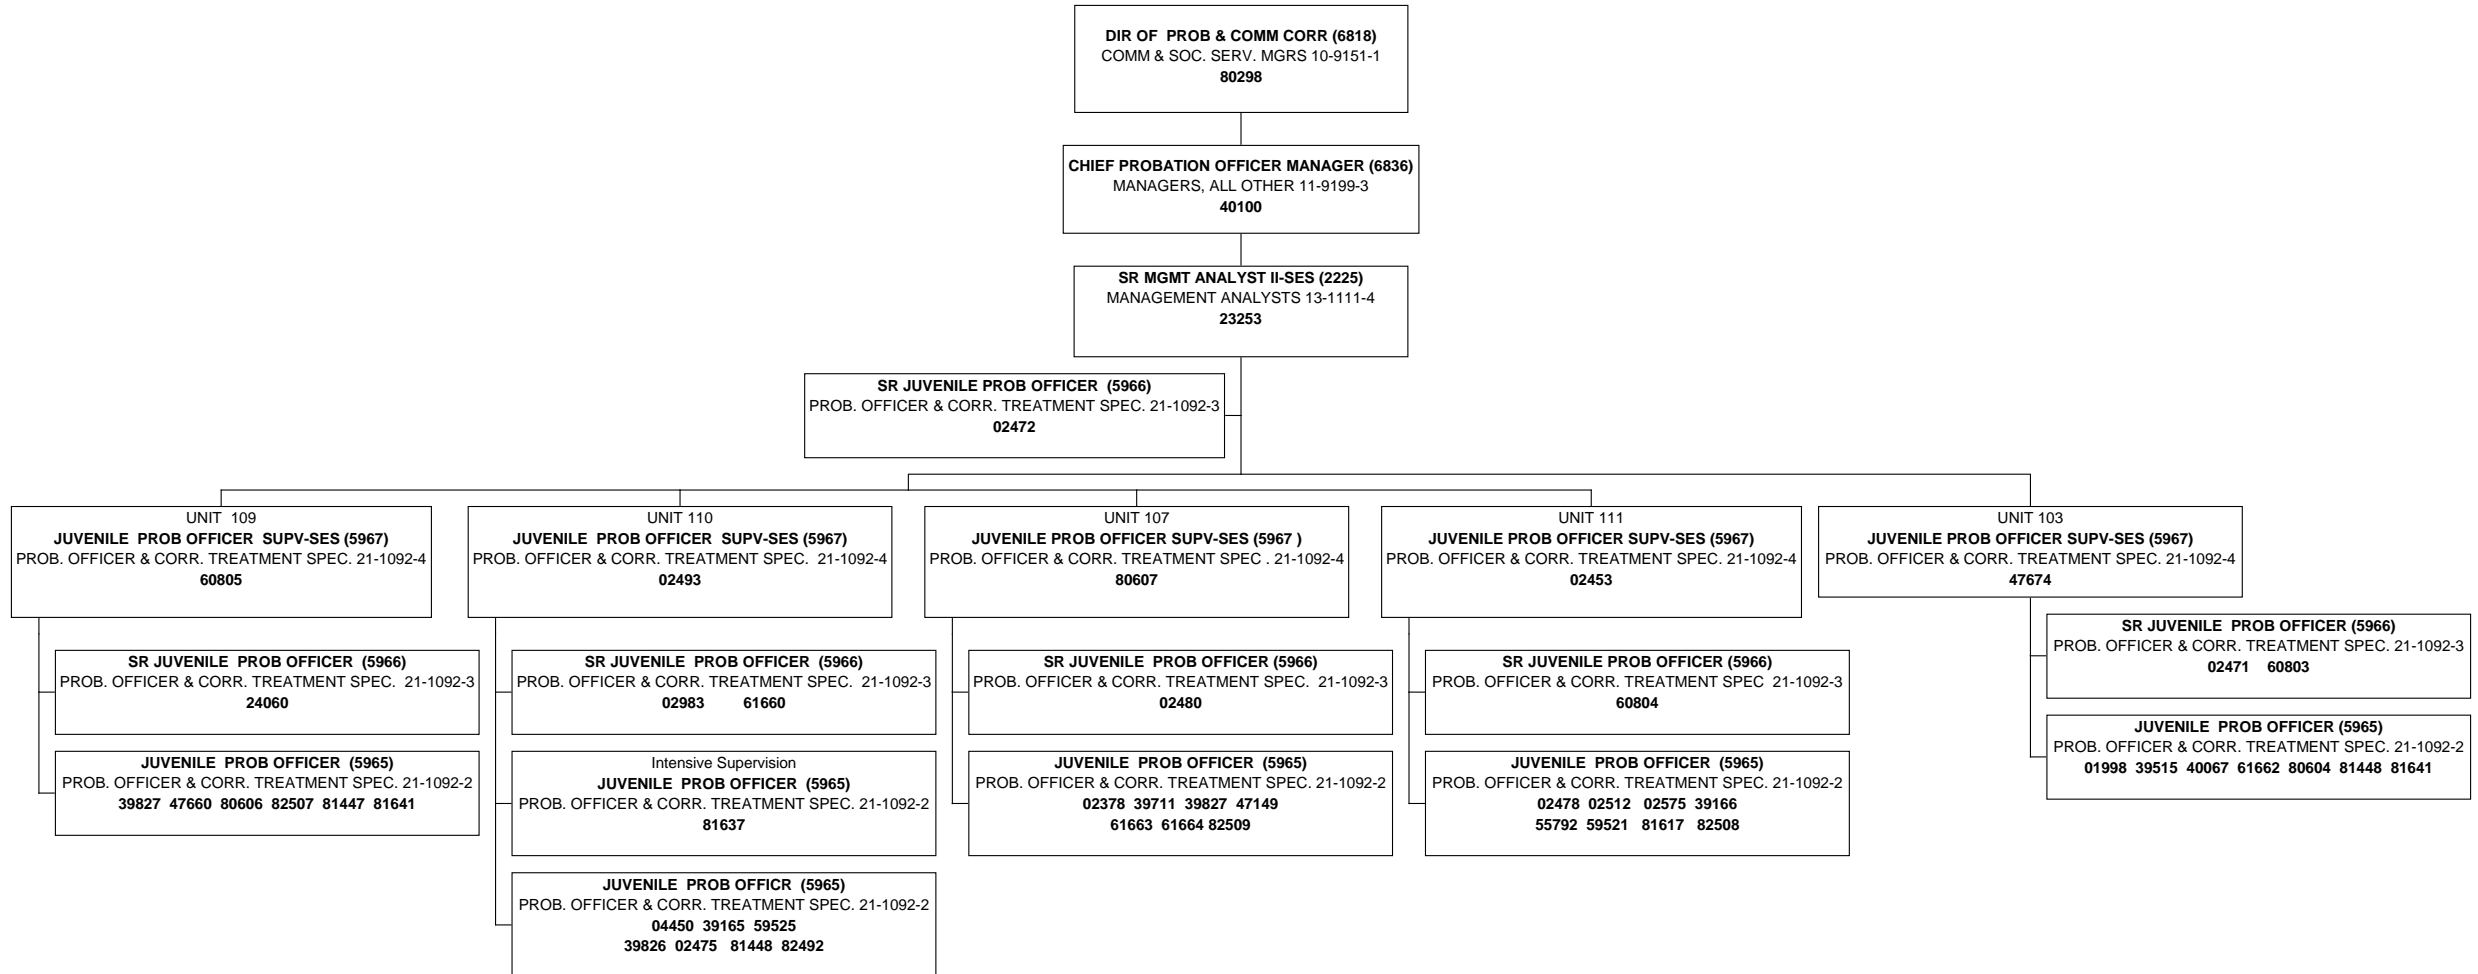 DIR OF PROB & COMM CORR (6818)
COMM & SOC. SERV. MGRS 10-9151-1
80298
CHIEF PROBATION OFFICER MANAGER (6836)
MANAGERS, ALL OTHER 11-9199-3
40100
SR MGMT ANALYST II-SES (2225)
MANAGEMENT ANALYSTS 13-1111-4
23253
SR JUVENILE PROB OFFICER (5966)
PROB. OFFICER & CORR. TREATMENT SPEC. 21-1092-3
02472
UNIT 109
JUVENILE PROB OFFICER SUPV-SES (5967)
PROB. OFFICER & CORR. TREATMENT SPEC. 21-1092-4
60805
SR JUVENILE PROB OFFICER (5966)
PROB. OFFICER & CORR. TREATMENT SPEC. 21-1092-3
24060
JUVENILE PROB OFFICER (5965)
PROB. OFFICER & CORR. TREATMENT SPEC. 21-1092-2
39827 47660 80606 82507 81447 81641
UNIT 110
JUVENILE PROB OFFICER SUPV-SES (5967)
PROB. OFFICER & CORR. TREATMENT SPEC. 21-1092-4
02493
SR JUVENILE PROB OFFICER (5966)
PROB. OFFICER & CORR. TREATMENT SPEC. 21-1092-3
02983 61660
Intensive Supervision
JUVENILE PROB OFFICER (5965)
PROB. OFFICER & CORR. TREATMENT SPEC. 21-1092-2
81637
JUVENILE PROB OFFICR (5965)
PROB. OFFICER & CORR. TREATMENT SPEC. 21-1092-2
04450 39165 59525
39826 02475 81448 82492
UNIT 107
JUVENILE PROB OFFICER SUPV-SES (5967 )
PROB. OFFICER & CORR. TREATMENT SPEC . 21-1092-4
80607
SR JUVENILE PROB OFFICER (5966)
PROB. OFFICER & CORR. TREATMENT SPEC. 21-1092-3
02480
JUVENILE PROB OFFICER (5965)
PROB. OFFICER & CORR. TREATMENT SPEC. 21-1092-2
02378 39711 39827 47149
61663 61664 82509
UNIT 111
JUVENILE PROB OFFICER SUPV-SES (5967)
PROB. OFFICER & CORR. TREATMENT SPEC. 21-1092-4
02453
SR JUVENILE PROB OFFICER (5966)
PROB. OFFICER & CORR. TREATMENT SPEC 21-1092-3
60804
JUVENILE PROB OFFICER (5965)
PROB. OFFICER & CORR. TREATMENT SPEC. 21-1092-2
02478 02512 02575 39166
55792 59521 81617 82508
UNIT 103
JUVENILE PROB OFFICER SUPV-SES (5967)
PROB. OFFICER & CORR. TREATMENT SPEC. 21-1092-4
47674
SR JUVENILE PROB OFFICER (5966)
PROB. OFFICER & CORR. TREATMENT SPEC. 21-1092-3
02471 60803
JUVENILE PROB OFFICER (5965)
PROB. OFFICER & CORR. TREATMENT SPEC. 21-1092-2
01998 39515 40067 61662 80604 81448 81641